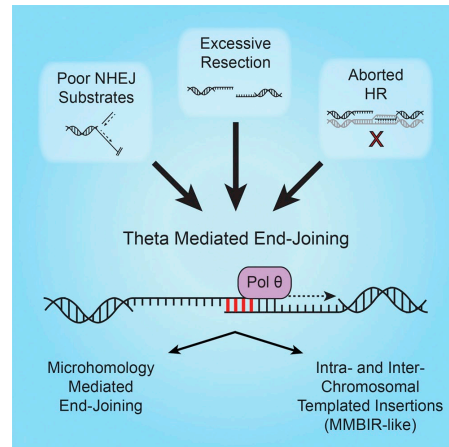 Poor NHEJ
Substrates
Excessive
Resection
Aborted
HR
X
Theta Mediated End-Joining
Pol θ
Microhomology
Mediated
End-Joining
Intra- and Inter-
Chromosomal
Templated Insertions
(MMBIR-like)